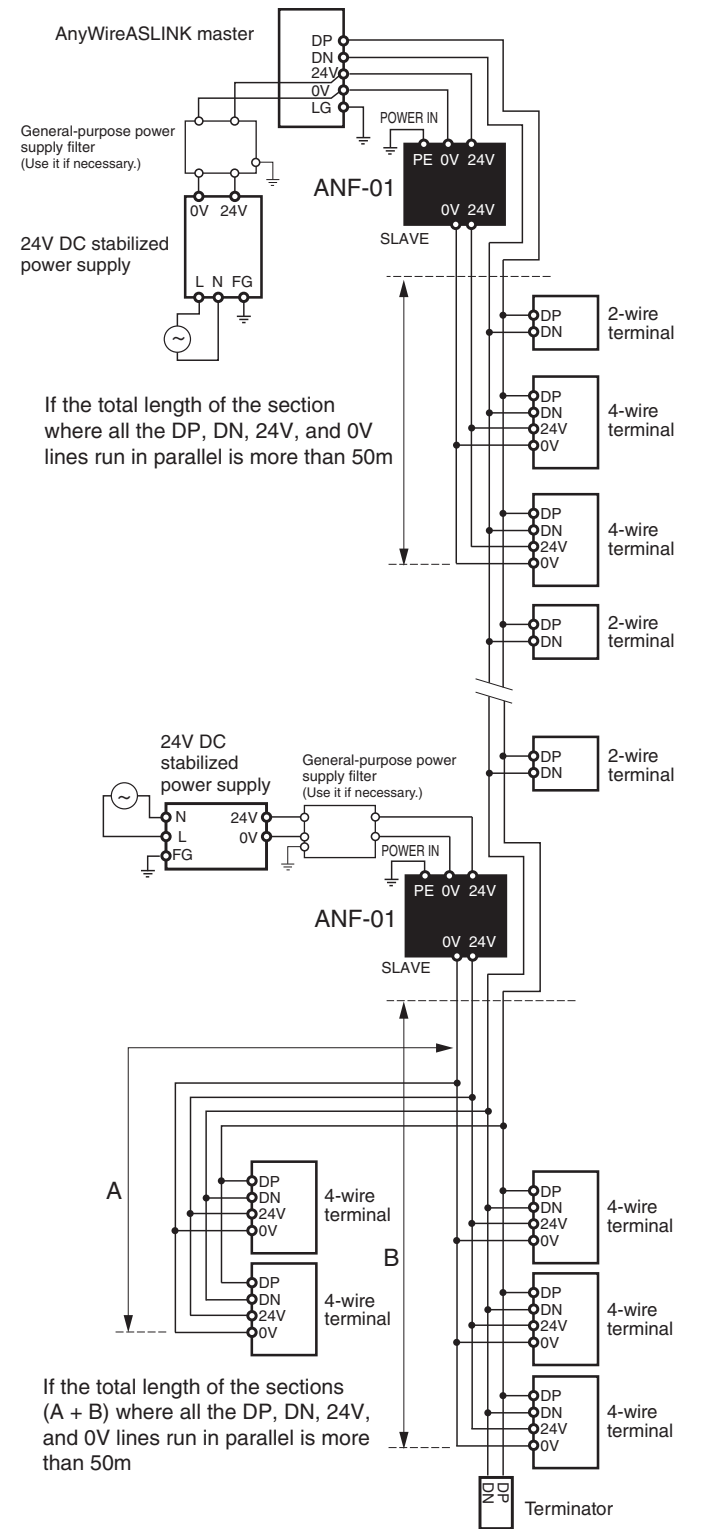 AnyWireASLINK master
DP
DN
24V
0V
LG
General-purpose power
supply filter
(Use it if necessary.)
POWER IN
PE 0V 24V
ANF-01
0V 24V
SLAVE
0V 24V
24V DC stabilized
power supply
L N FG
~
DP
DN
2-wire
terminal
If the total length of the section
where all the DP, DN, 24V, and 0V
lines run in parallel is more than 50m
DP
DN
24V
0V
4-wire
terminal
DP
DN
24V
0V
4-wire
terminal
DP
DN
2-wire
terminal
DP
DN
2-wire
terminal
24V DC
stabilized
power supply
General-purpose power
supply filter
(Use it if necessary.)
~
N
L
FG
24V
0V
POWER IN
PE 0V 24V
ANF-01
0V 24V
SLAVE
A
B
DP
DN
24V
0V
4-wire
terminal
DP
DN
24V
0V
4-wire
terminal
DP
DN
24V
0V
4-wire
terminal
DP
DN
24V
0V
4-wire
terminal
DP
DN
24V
0V
4-wire
terminal
If the total length of the sections
(A + B) where all the DP, DN, 24V,
and 0V lines run in parallel is more
than 50m
DP
DN
Terminator